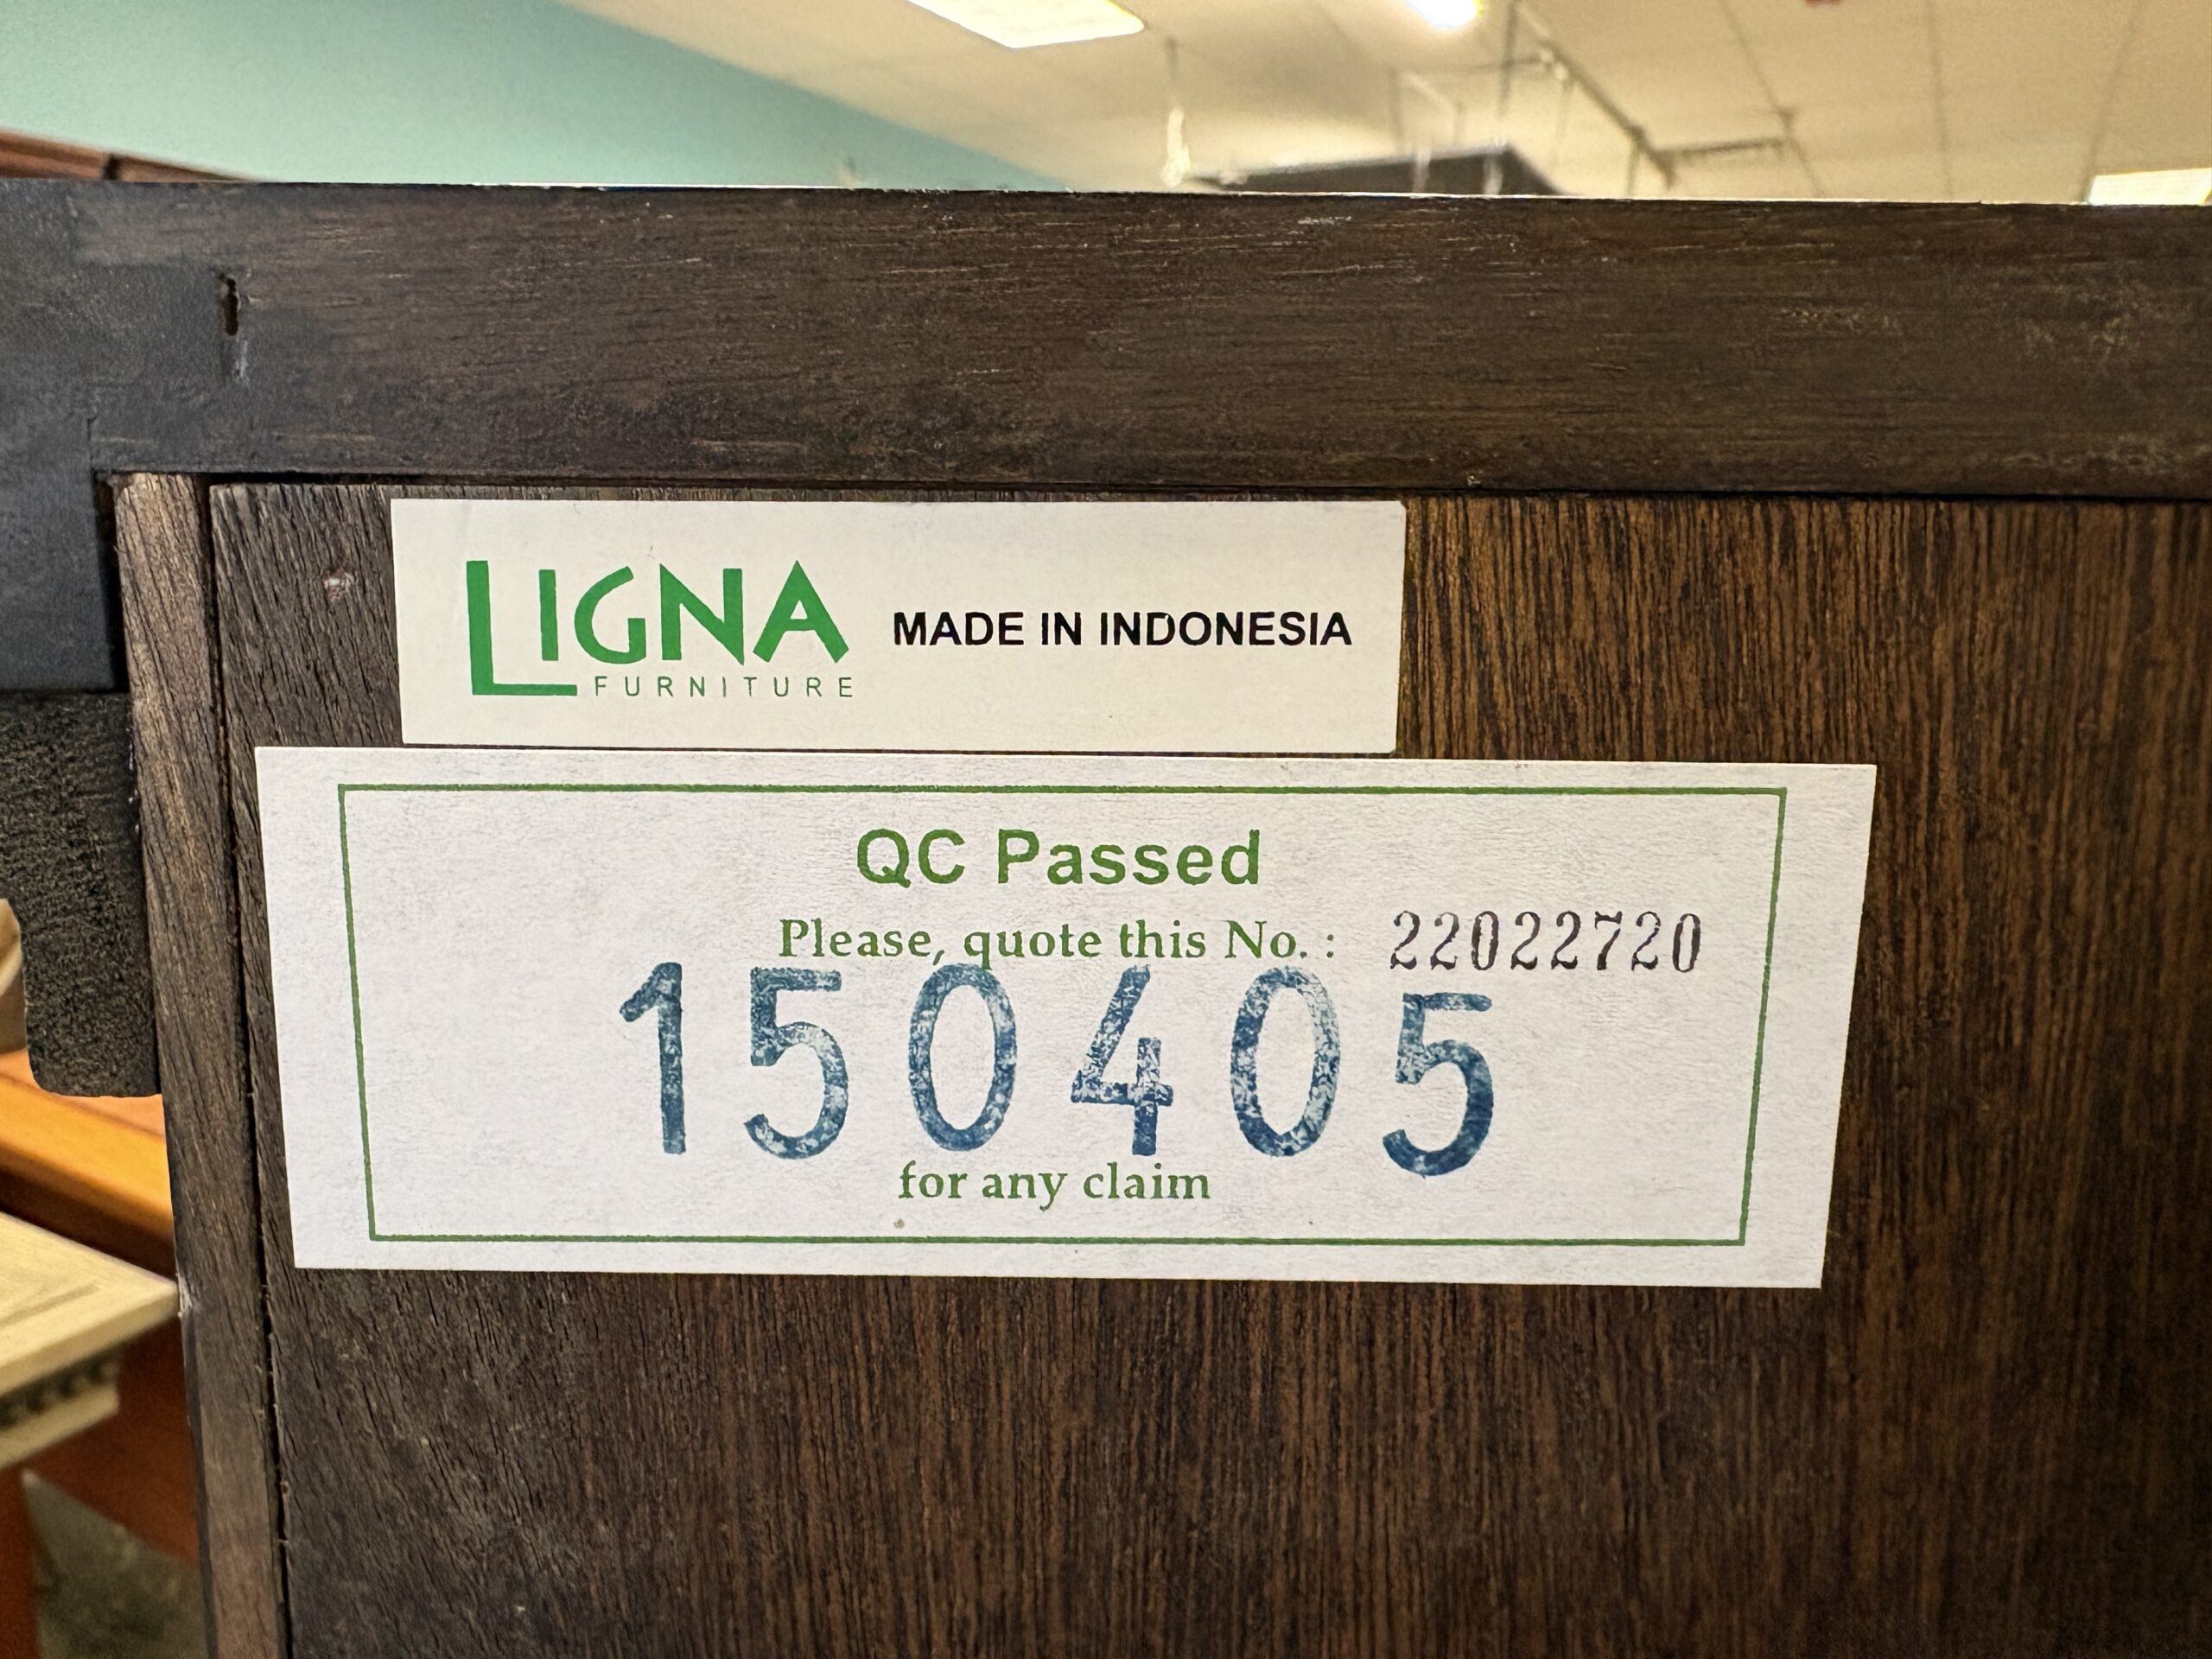 LIGNA MADE IN INDONESIA
FURNITURE
QC Passed
Please, quote this No. : 22022720
150405
for any claim